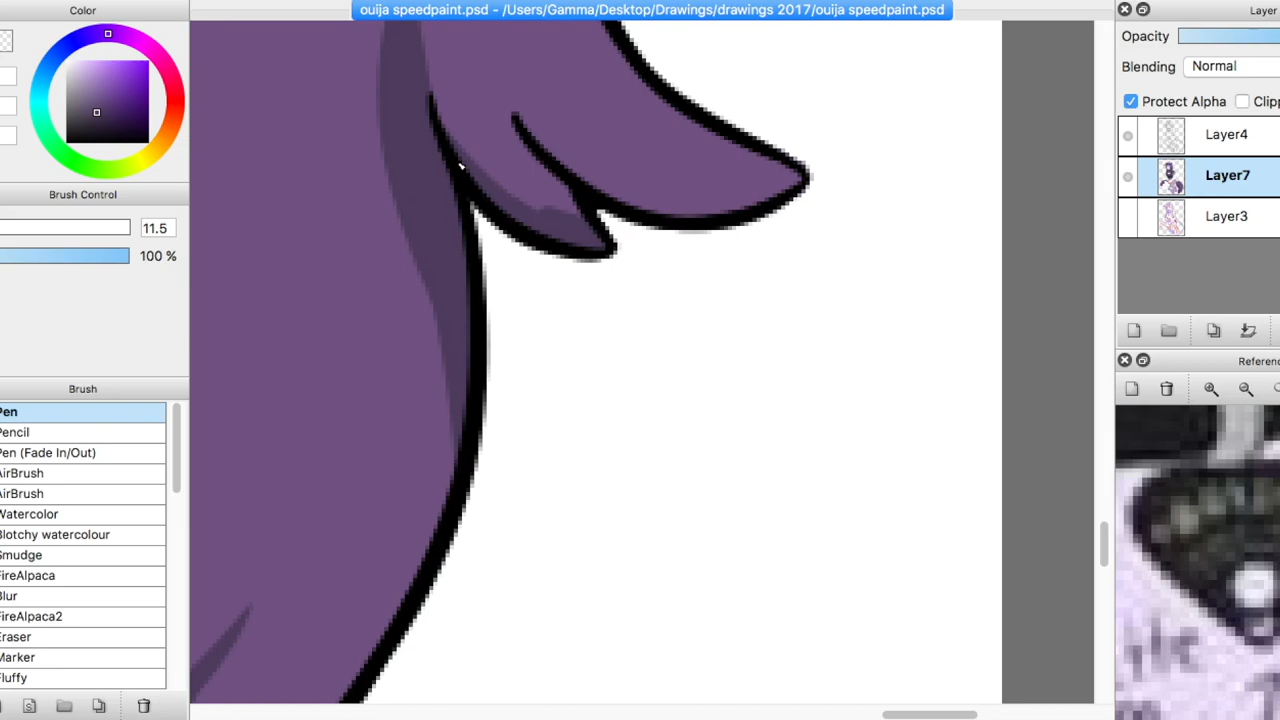 Color
ouija speedpaint.psd - /Users/Gamma/Desktop/Drawings/drawings 2017/ouija speedpaint.psd
Layer
Opacity
Blending
Normal
Protect Alpha
Clipp
Layer4
Layer7
Layer3
Brush Control
11.5
100 %
Brush
Pen
Pencil
Pen (Fade In/Out)
AirBrush
AirBrush
Watercolor
Blotchy watercolour
Smudge
FireAlpaca
Blur
FireAlpaca2
Eraser
Marker
Fluffy
Referenc